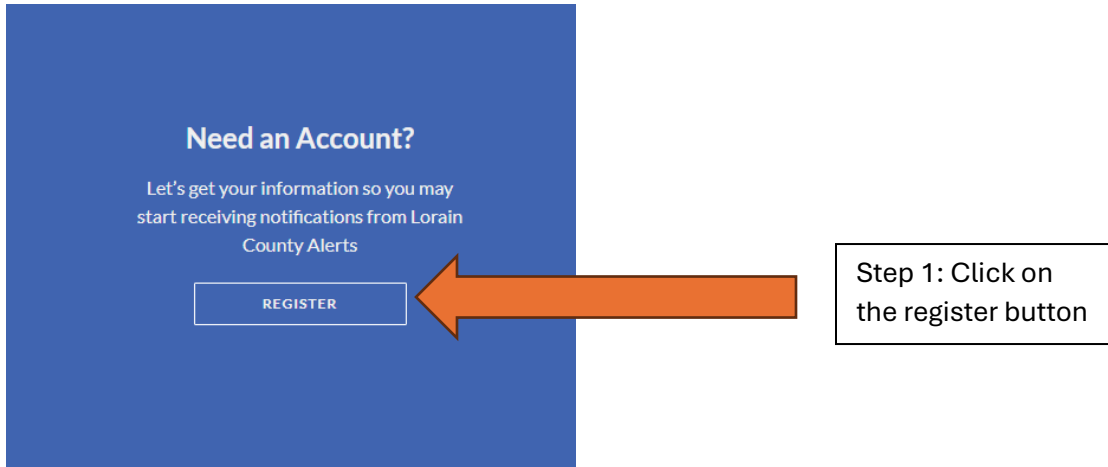 Need an Account?
Let's get your information so you may
start receiving notifications from Lorain
County Alerts
REGISTER
Step 1: Click on
the register button